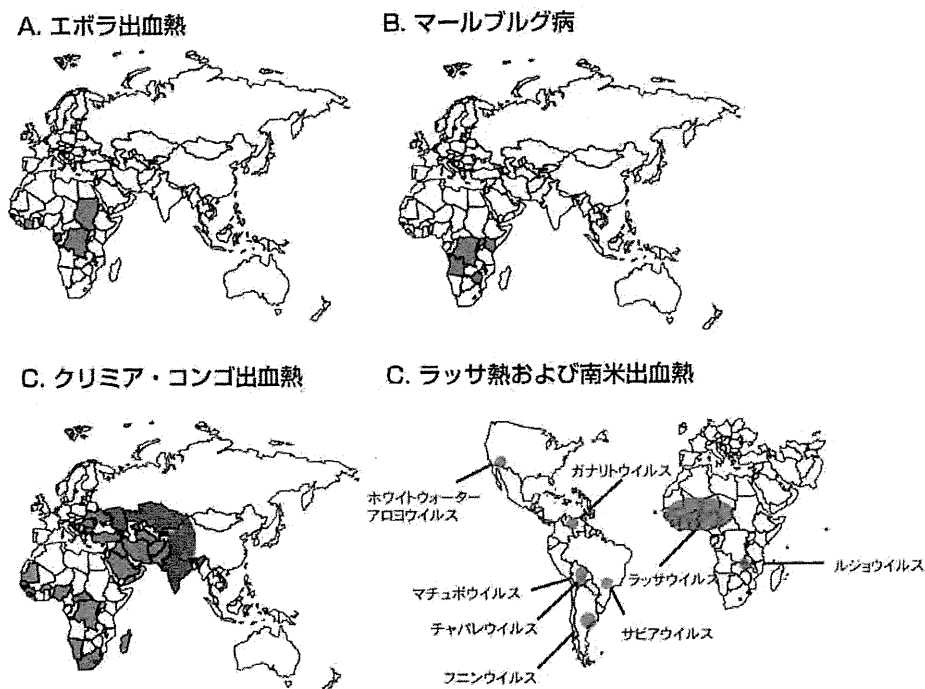 A. エボラ出血熱
B. マールブルグ病
C. クリミア・コンゴ出血熱
C. ラッサ熱および南米出血熱
ホワイトウォーター
アロヨウイルス
ガナリトウイルス
マチュポウイルス
チャパレウイルス
フニンウイルス
サビアウイルス
ラッサウイルス
ルジョウイルス